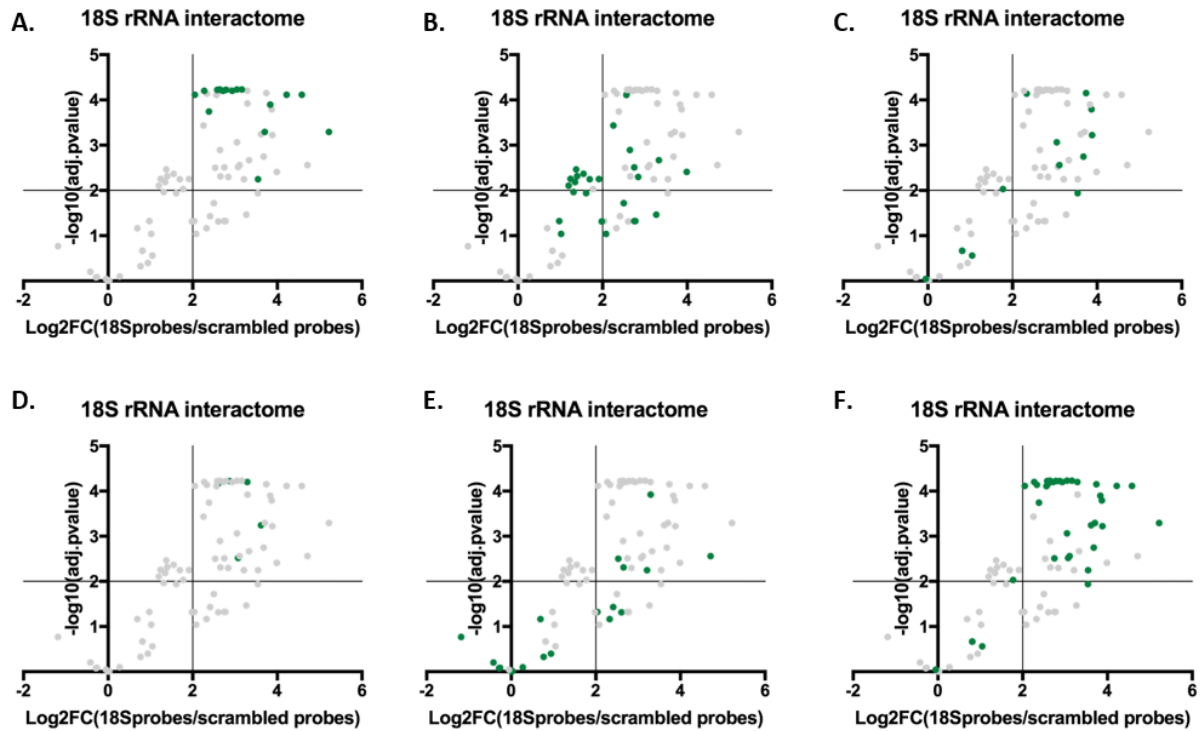 A.
18S rRNA interactome
5
4
3
2
1
-log10(adj.pvalue)
-2
0
2
4
6
Log2FC(18Sprobes/scrambled probes)
B.
18S rRNA interactome
5
4
3
2
1
-log10(adj.pvalue)
-2
0
2
4
6
Log2FC(18Sprobes/scrambled probes)
C.
18S rRNA interactome
5
4
3
2
1
-log10(adj.pvalue)
-2
0
2
4
6
Log2FC(18Sprobes/scrambled probes)
D.
18S rRNA interactome
5
4
3
2
1
-log10(adj.pvalue)
-2
0
2
4
6
Log2FC(18Sprobes/scrambled probes)
E.
18S rRNA interactome
5
4
3
2
1
-log10(adj.pvalue)
-2
0
2
4
6
Log2FC(18Sprobes/scrambled probes)
F.
18S rRNA interactome
5
4
3
2
1
-log10(adj.pvalue)
-2
0
2
4
6
Log2FC(18Sprobes/scrambled probes)